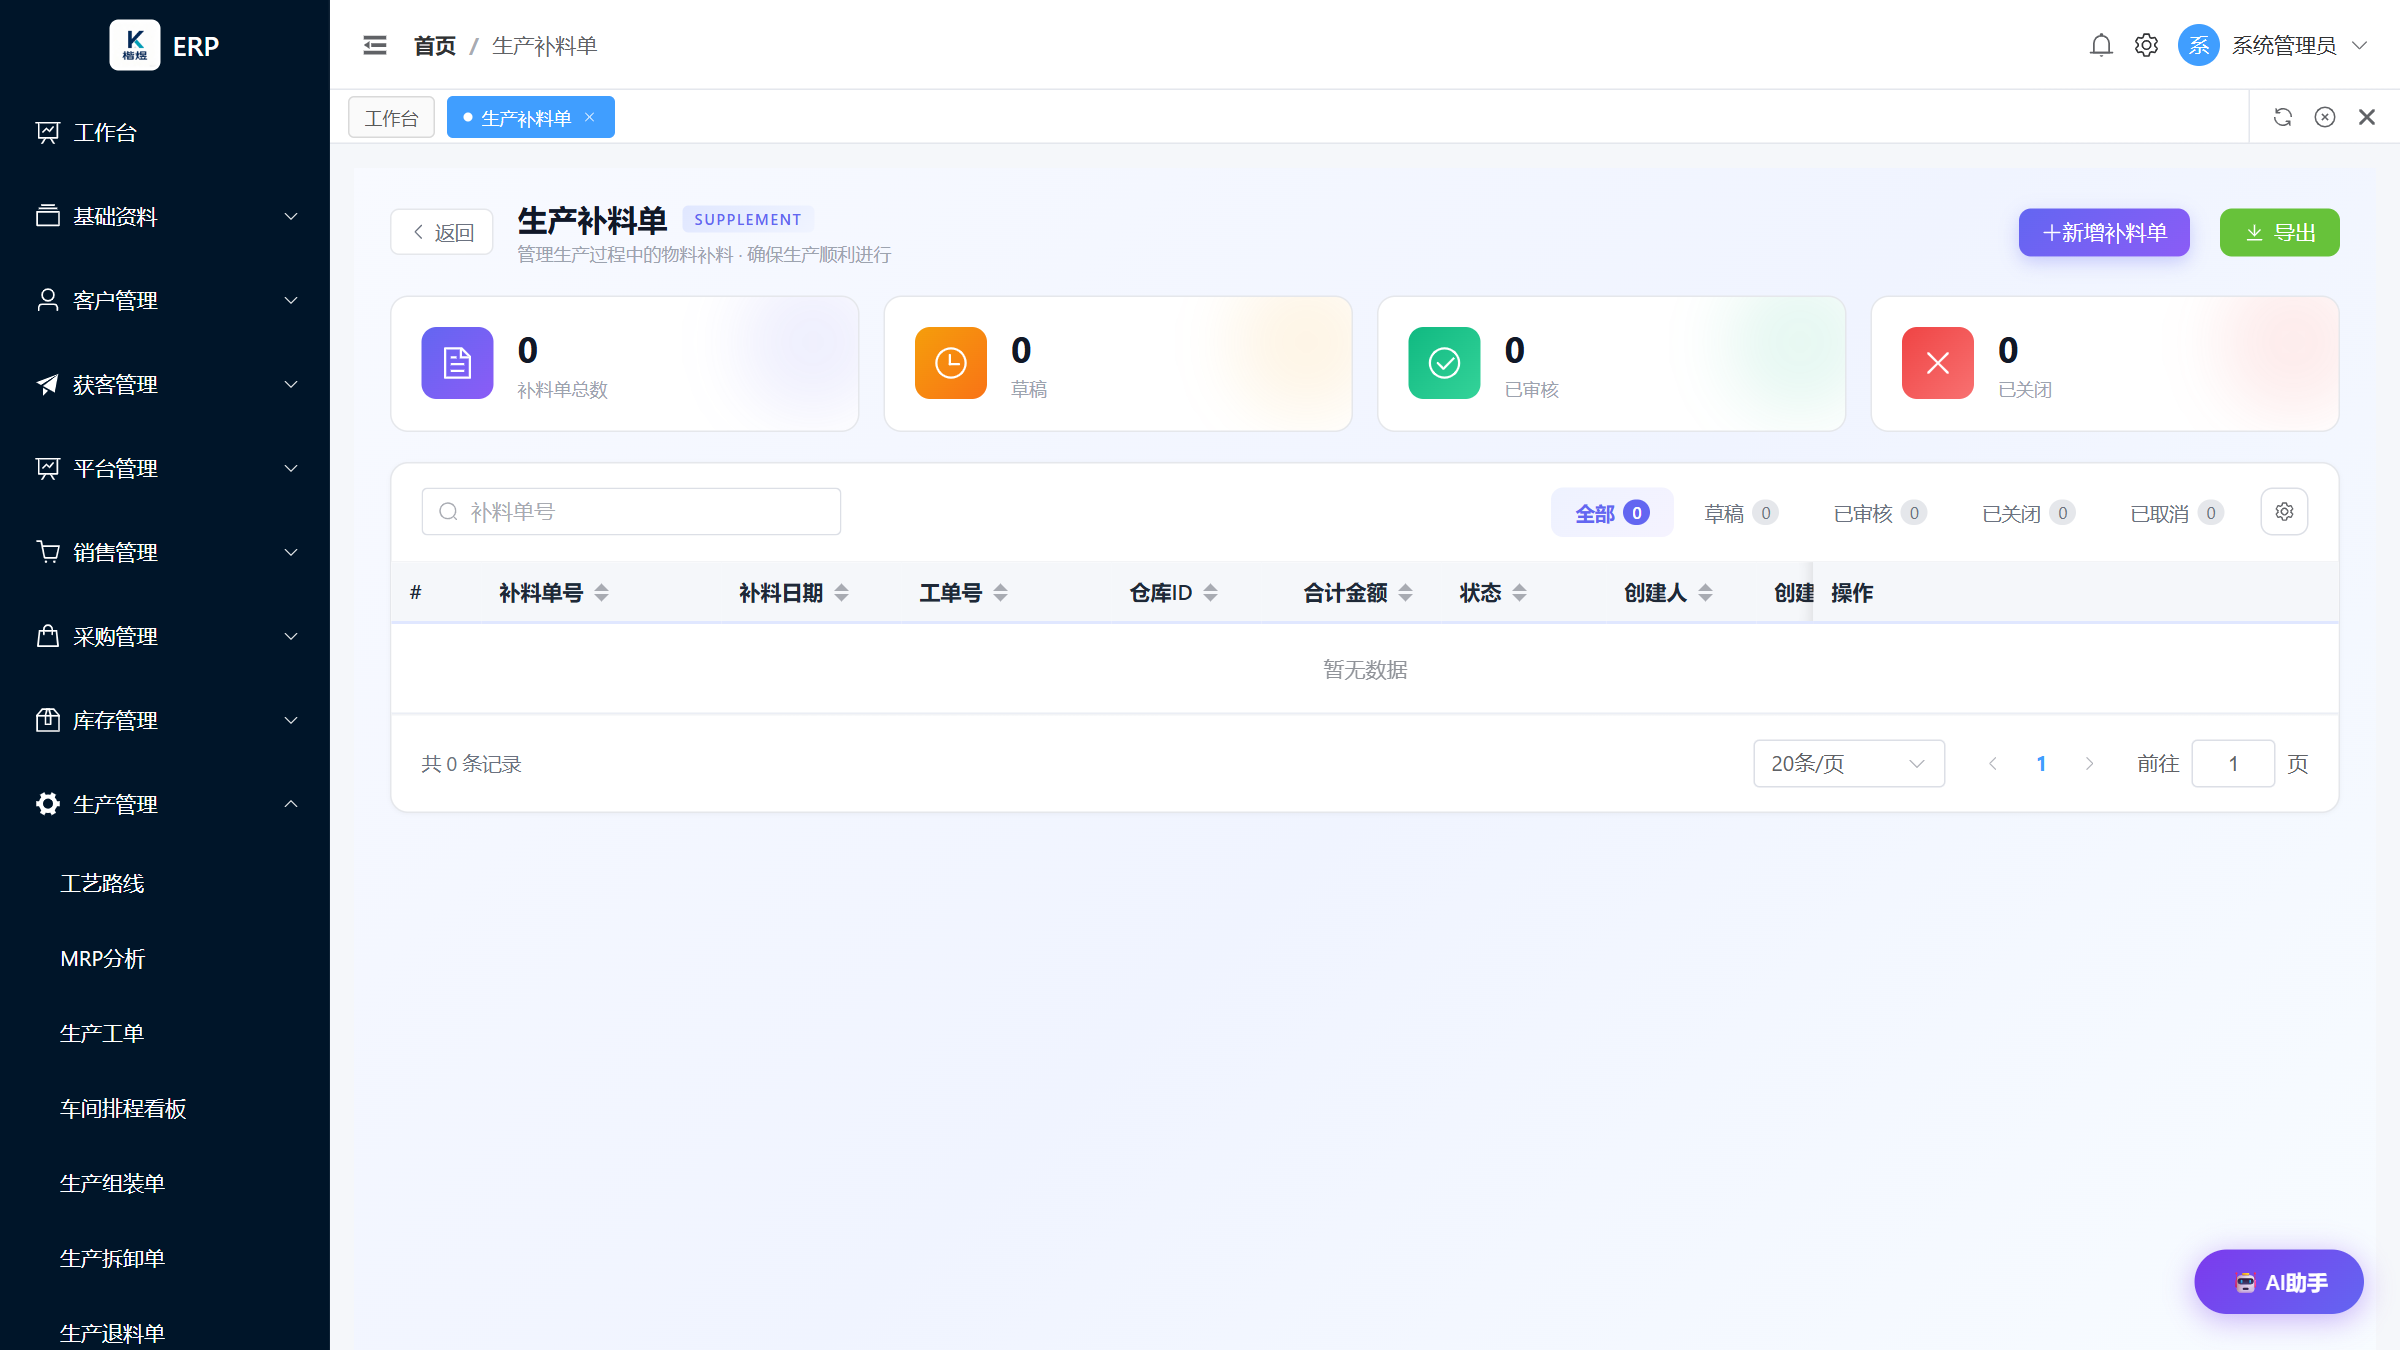 K
楷煜
ERP
工作台
基础资料
客户管理
获客管理
平台管理
销售管理
采购管理
库存管理
生产管理
工艺路线
MRP分析
生产工单
车间排程看板
生产组装单
生产拆卸单
生产退料单
首页 / 生产补料单
系 系统管理员
工作台
生产补料单
返回
生产补料单 SUPPLEMENT
管理生产过程中的物料补料 · 确保生产顺利进行
新增补料单
导出
0
补料单总数
0
草稿
0
已审核
0
已关闭
补料单号
全部 0 草稿 0 已审核 0 已关闭 0 已取消 0
# 补料单号 补料日期 工单号 仓库ID 合计金额 状态 创建人 创建 操作
暂无数据
共 0 条记录
20条/页 1 前往 1 页
AI助手